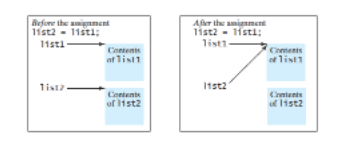 Before the assignment
list2 = list1;
list1
Contents
of list1
list2
Contents
of list2
After the assignment
list2 = list1;
list1
Contents
of list1
list2
Contents
of list2